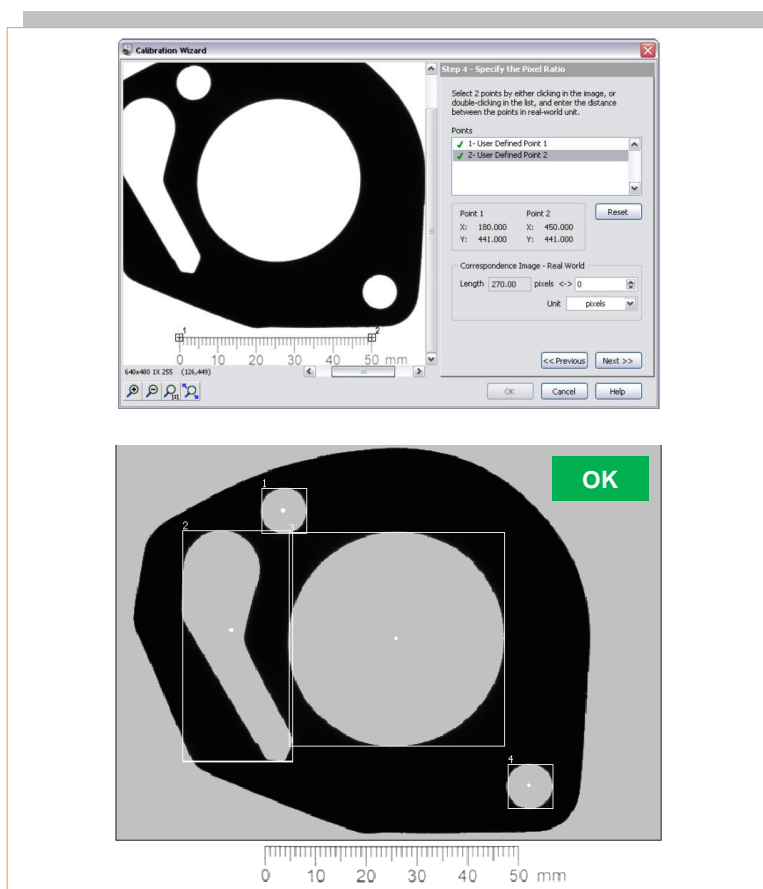 Calibration Wizard
Step 4 - Specify the Pixel Ratio
Select 2 points by either clicking in the image, or
double-clicking in the list, and enter the distance
between the points in real-world unit.
Points
1- User Defined Point 1
2- User Defined Point 2
Point 1 Point 2 Reset
X: 180.000 X: 450.000
Y: 441.000 Y: 441.000
Correspondence Image - Real World
Length 270.00 pixels <-> 0
Unit pixels
1 2
0 10 20 30 40 50 mm
640x480 1X 255 (126,449)
<< Previous Next >>
1:1
OK Cancel Help
OK
1
2
3
4
0 10 20 30 40 50 mm